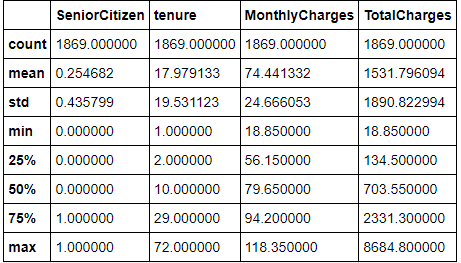 SeniorCitizen tenure MonthlyCharges TotalCharges
count 1869.000000 1869.000000 1869.000000 1869.000000
mean 0.254682 17.979133 74.441332 1531.796094
std 0.435799 19.531123 24.666053 1890.822994
min 0.000000 1.000000 18.850000 18.850000
25% 0.000000 2.000000 56.150000 134.500000
50% 0.000000 10.000000 79.650000 703.550000
75% 1.000000 29.000000 94.200000 2331.300000
max 1.000000 72.000000 118.350000 8684.800000